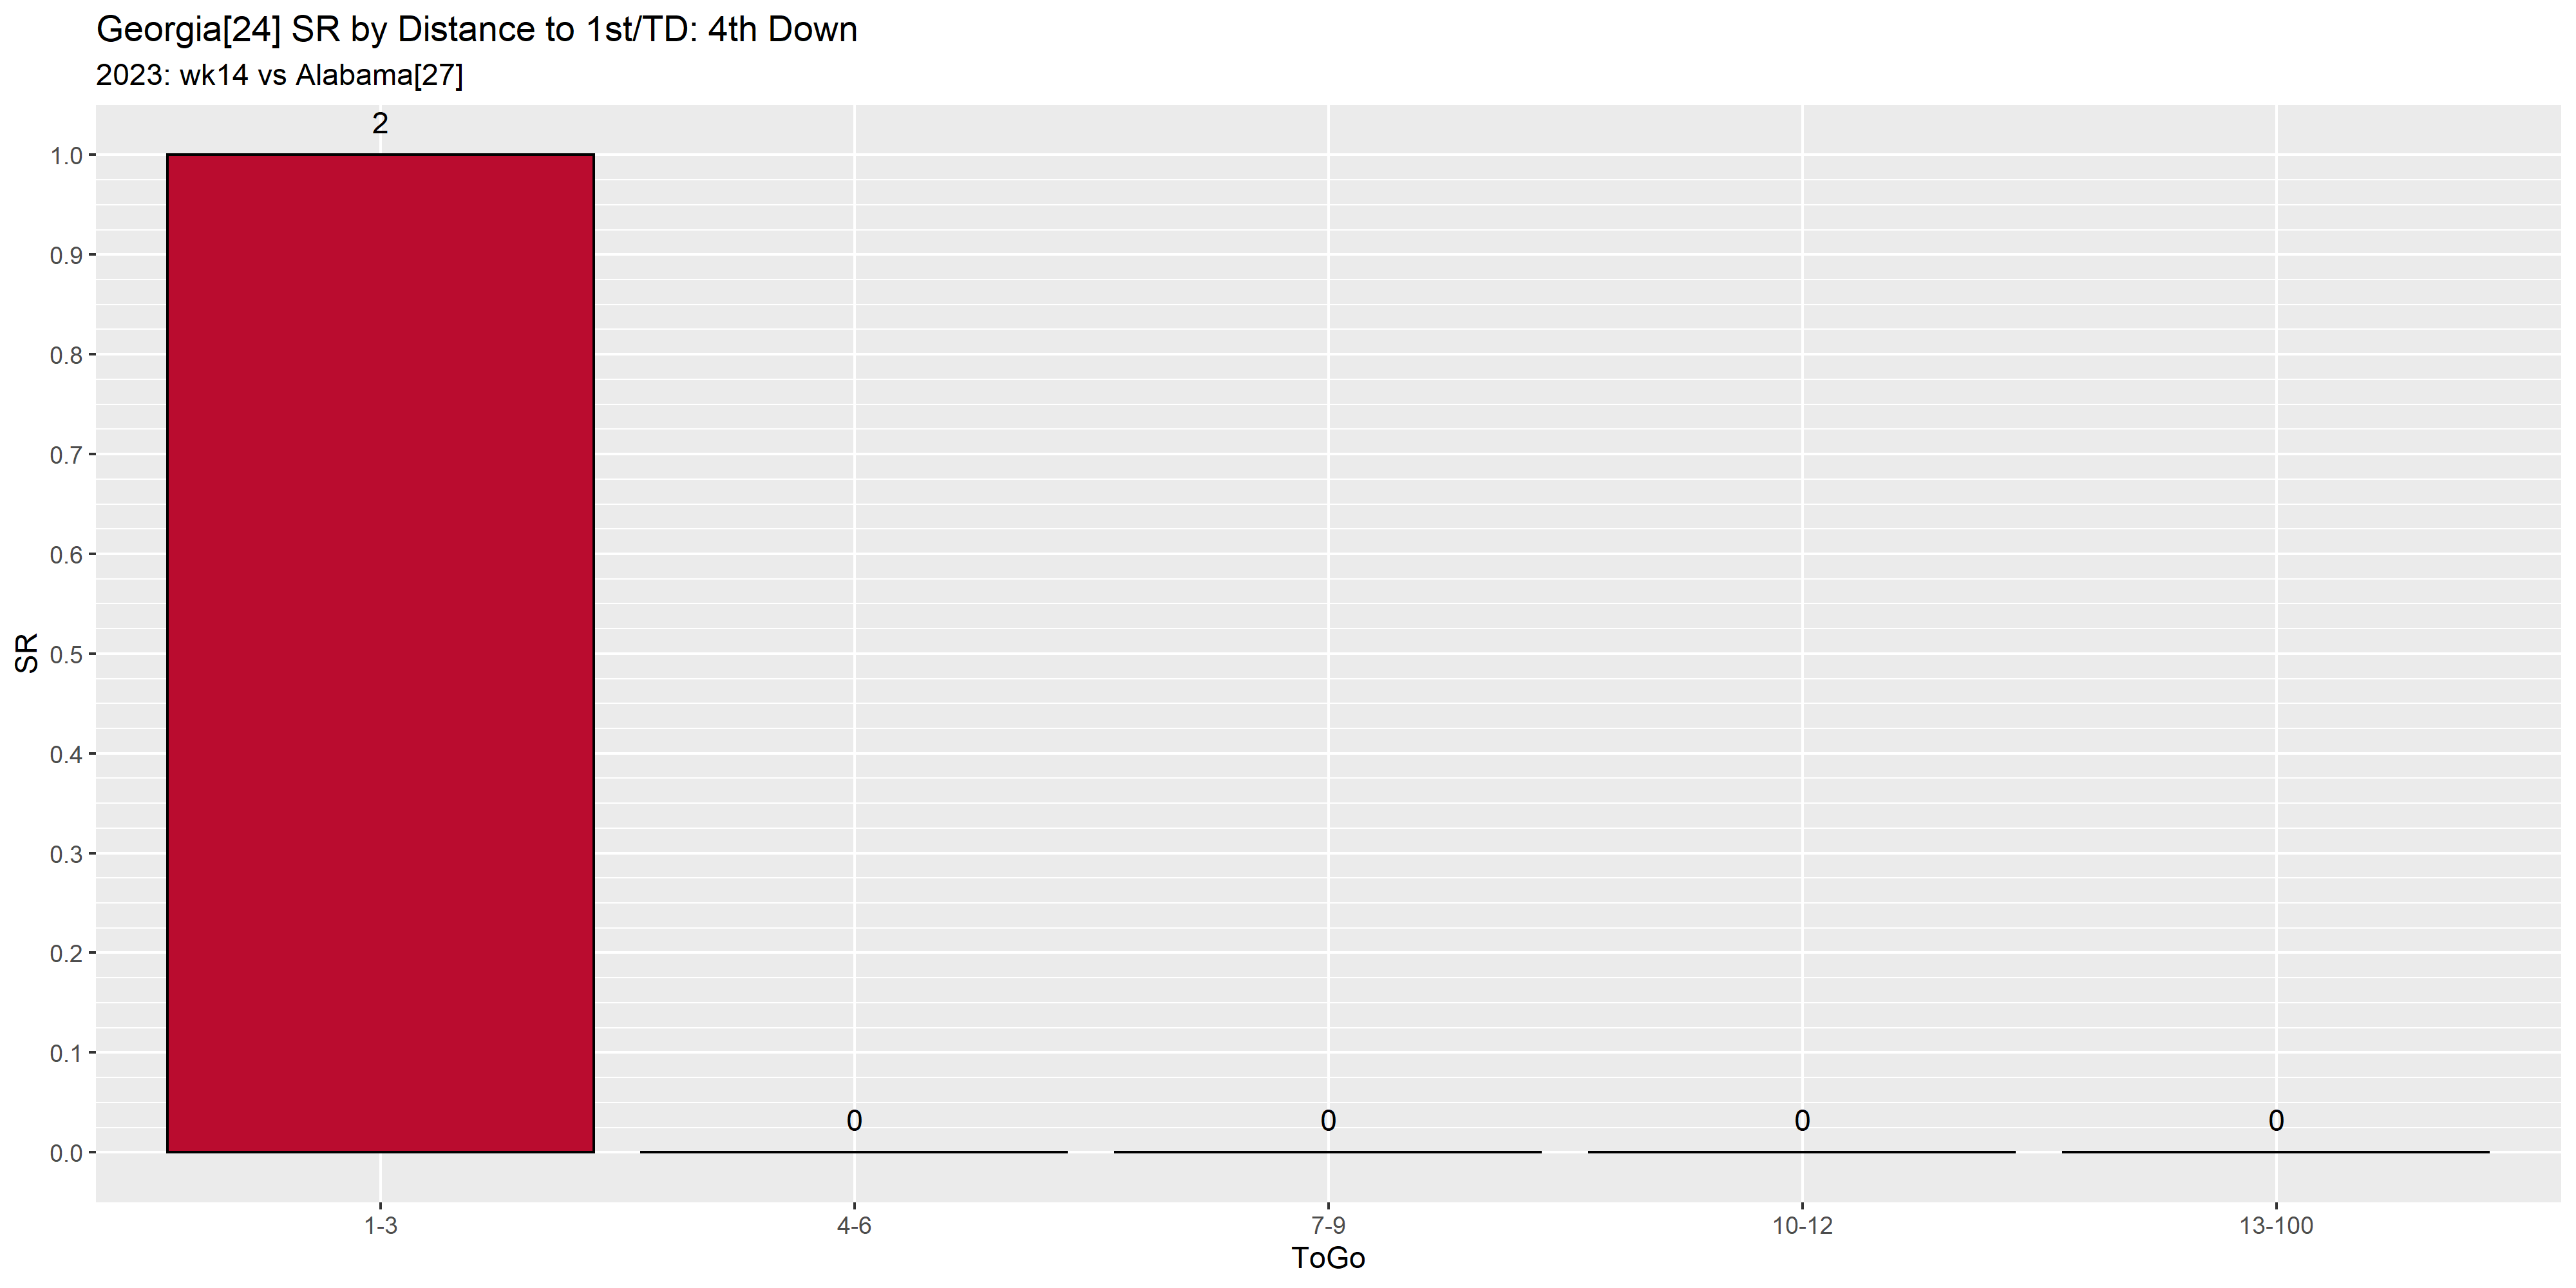 Georgia[24] SR by Distance to 1st/TD: 4th Down
2023: wk14 vs Alabama[27]
2
1.0
0.9
0.8
0.7
0.6
0.5
0.4
0.3
0.2
0.1
0.0
SR
0 0 0 0
1-3 4-6 7-9 10-12 13-100
ToGo